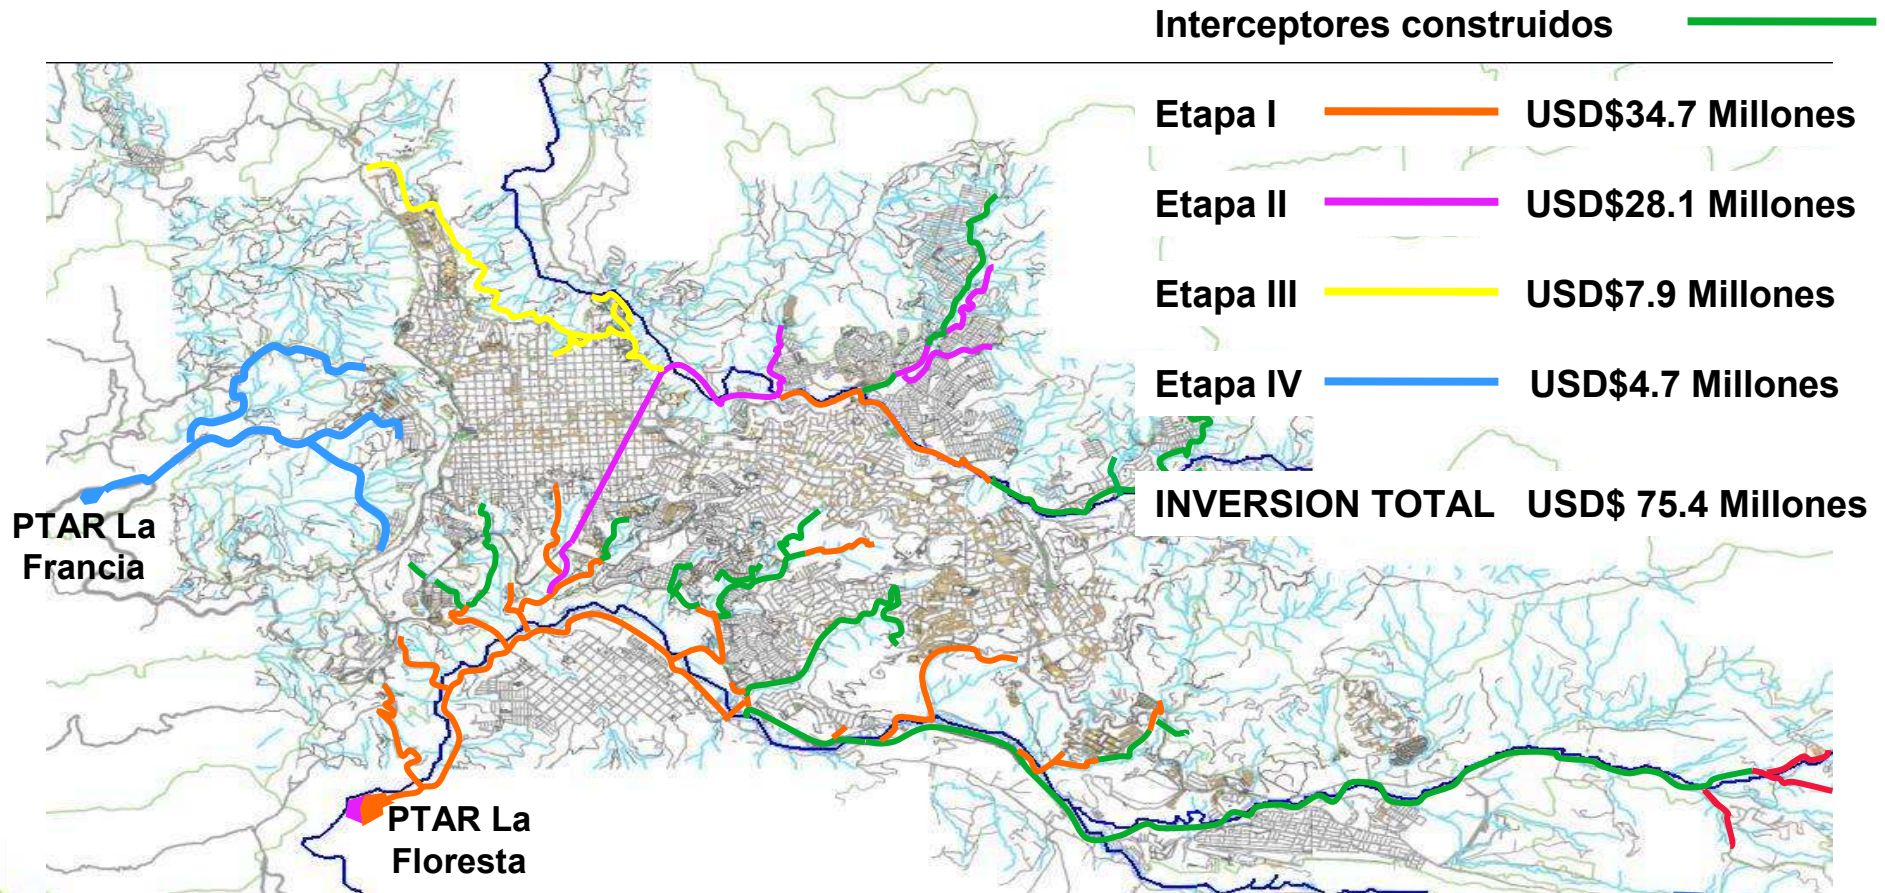 Interceptores construidos
Etapa I USD$34.7 Millones
Etapa II USD$28.1 Millones
Etapa III USD$7.9 Millones
Etapa IV USD$4.7 Millones
INVERSION TOTAL USD$ 75.4 Millones
PTAR La
Francia
PTAR La
Floresta